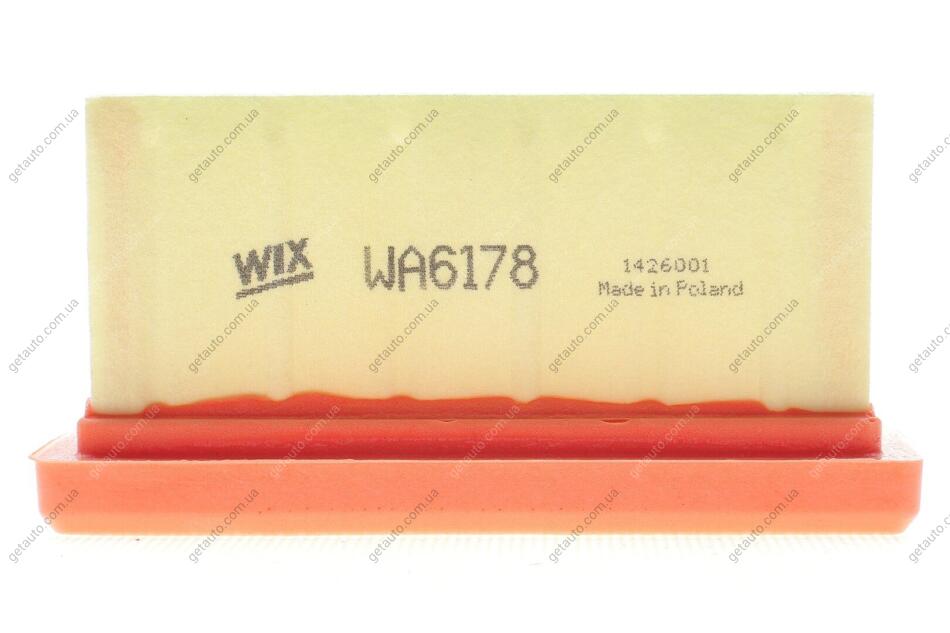 WIX WA6178 1426001
Made in Poland
getauto.com.ua